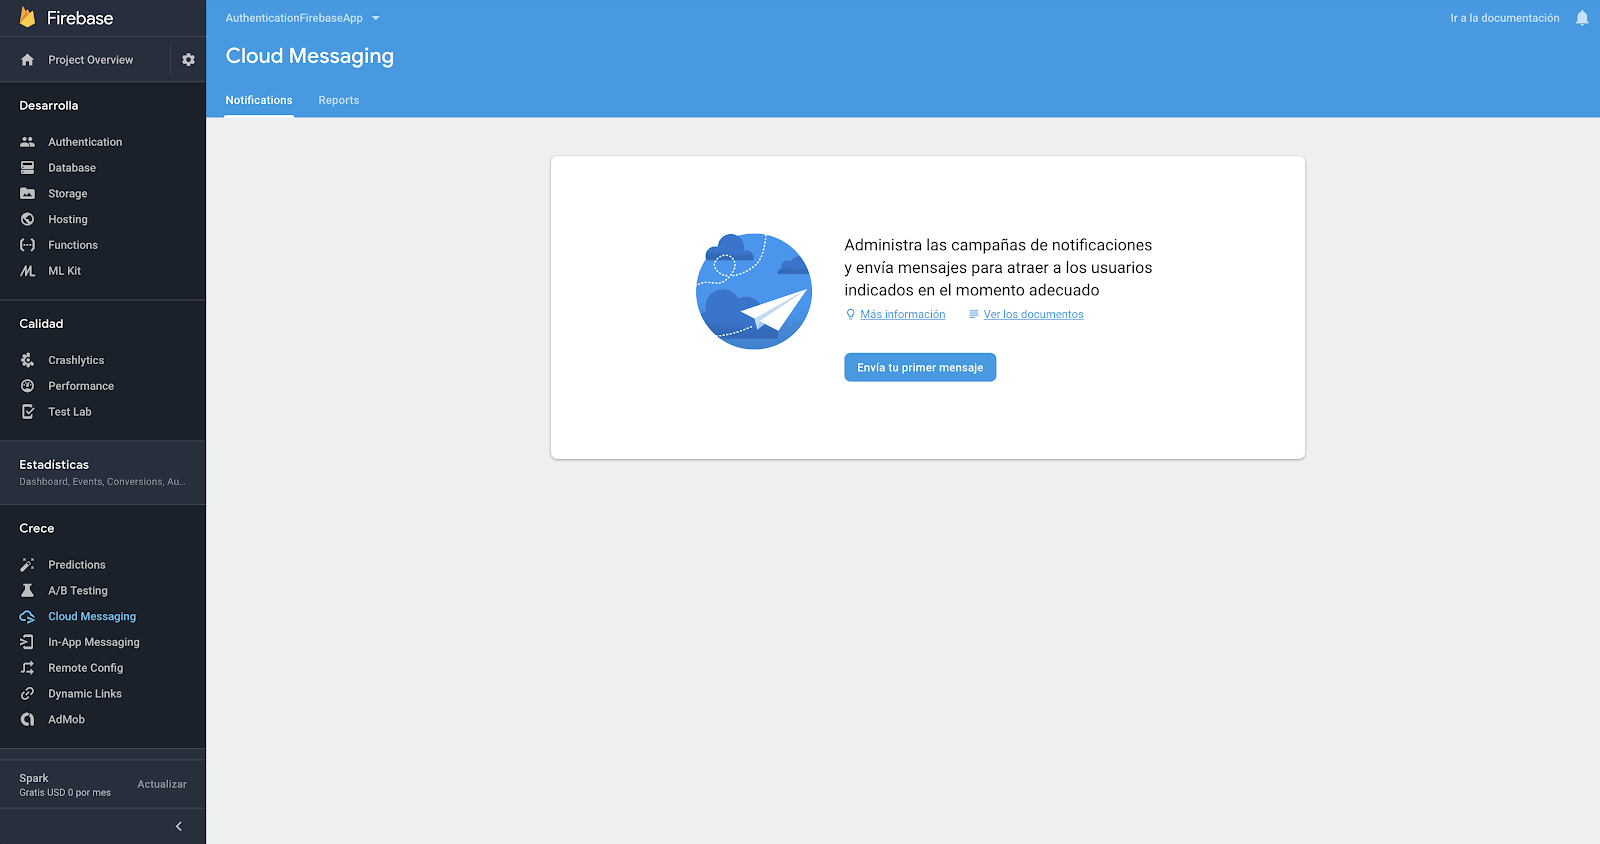 Firebase
Project Overview
Desarrolla
Authentication
Database
Storage
Hosting
Functions
ML Kit
Calidad
Crashlytics
Performance
Test Lab
Estadísticas
Dashboard, Events, Conversions, Au...
Crece
Predictions
A/B Testing
Cloud Messaging
In-App Messaging
Remote Config
Dynamic Links
AdMob
Spark
Gratis USD 0 por mes
Actualizar
AuthenticationFirebaseApp
Ir a la documentación
Cloud Messaging
Notifications Reports
Administra las campañas de notificaciones
y envía mensajes para atraer a los usuarios
indicados en el momento adecuado
Más información Ver los documentos
Envía tu primer mensaje